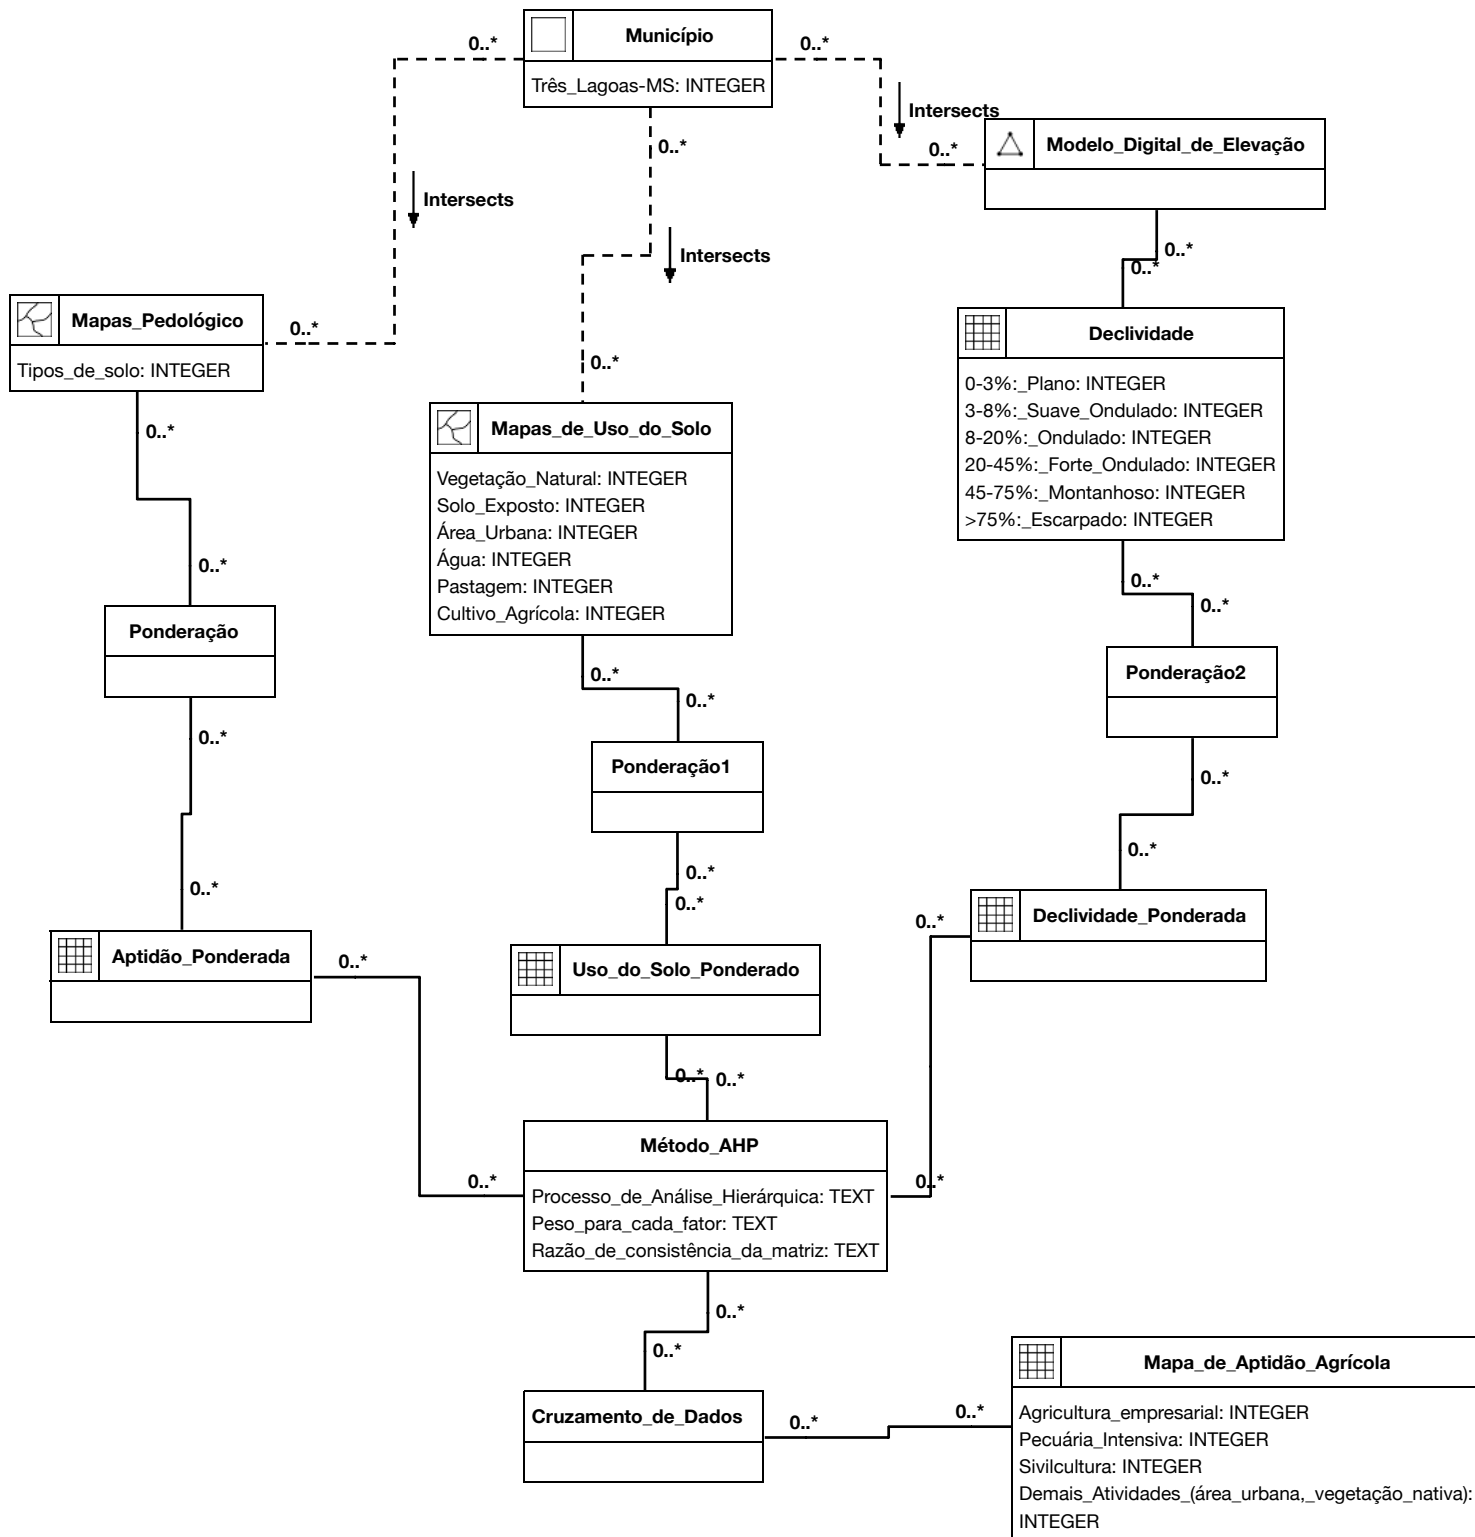 Município
Três_Lagoas-MS: INTEGER
0..*
0..*
0..*
Intersects
0..*
Modelo_Digital_de_Elevação
Intersects
Intersects
0..*
0..*
Mapas_Pedológico
Tipos_de_solo: INTEGER
0..*
0..*
Declividade
0-3%:_Plano: INTEGER
3-8%:_Suave_Ondulado: INTEGER
8-20%:_Ondulado: INTEGER
20-45%:_Forte_Ondulado: INTEGER
45-75%:_Montanhoso: INTEGER
>75%:_Escarpado: INTEGER
0..*
Mapas_de_Uso_do_Solo
Vegetação_Natural: INTEGER
Solo_Exposto: INTEGER
Área_Urbana: INTEGER
Água: INTEGER
Pastagem: INTEGER
Cultivo_Agrícola: INTEGER
0..*
0..*
Ponderação
0..*
0..*
Ponderação2
0..*
0..*
Ponderação1
0..*
0..*
0..*
0..*
0..*
0..*
Aptidão_Ponderada
Uso_do_Solo_Ponderado
Declividade_Ponderada
0..*
0..*
0..*
0..*
Método_AHP
Processo_de_Análise_Hierárquica: TEXT
Peso_para_cada_fator: TEXT
Razão_de_consistência_da_matriz: TEXT
0..*
0..*
0..*
0..*
Cruzamento_de_Dados
0..*
0..*
Mapa_de_Aptidão_Agrícola
Agricultura_empresarial: INTEGER
Pecuária_Intensiva: INTEGER
Sivilcultura: INTEGER
Demais_Atividades_(área_urbana,_vegetação_nativa):
INTEGER